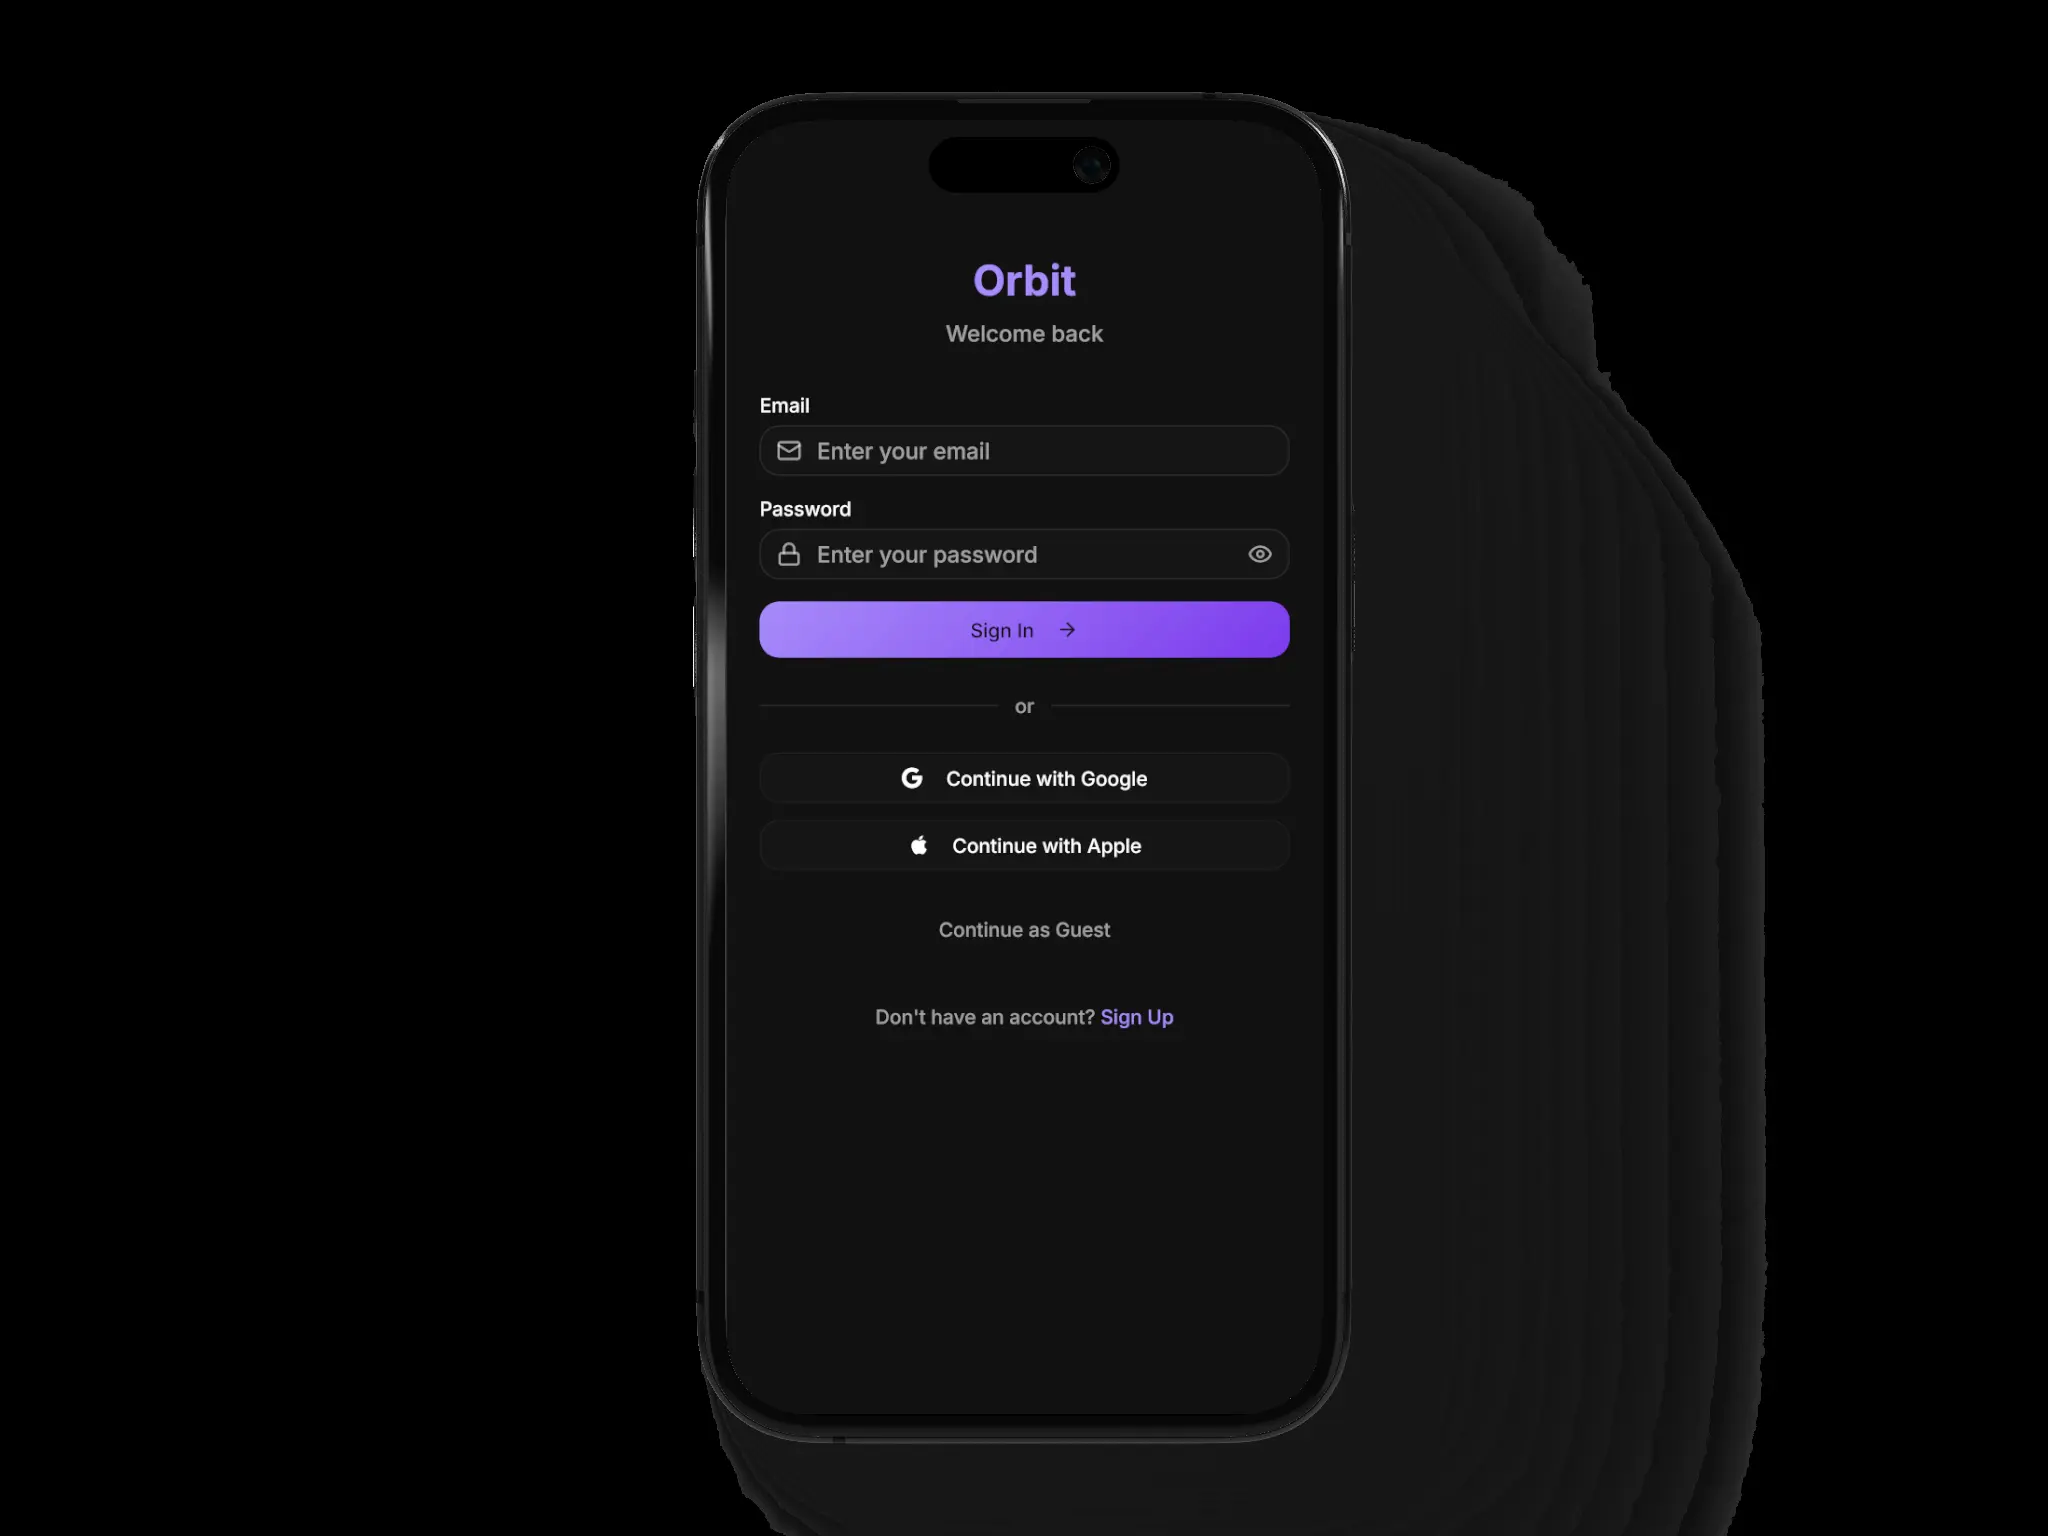 Orbit
Welcome back
Email
Enter your email
Password
Enter your password
Sign In
or
Continue with Google
Continue with Apple
Continue as Guest
Don't have an account? Sign Up